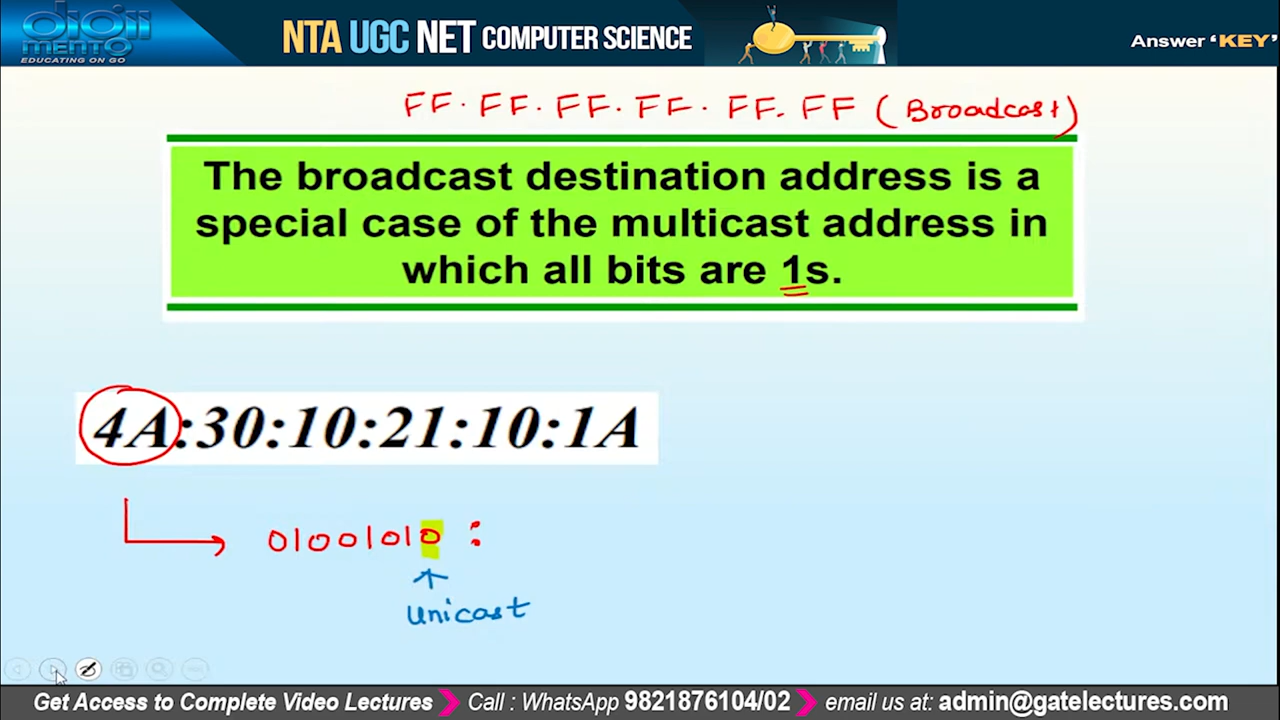 didii
MENTO
EDUCATING ON GO
NTA UGC NET COMPUTER SCIENCE
Answer ‘KEY’
FF. FF. FF. FF. FF. FF (Broadcast)
The broadcast destination address is a
special case of the multicast address in
which all bits are 1s.
4A:30:10:21:10:1A
01001010 :
unicast
Get Access to Complete Video Lectures Call : WhatsApp 9821876104/02 email us at: admin@gatelectures.com